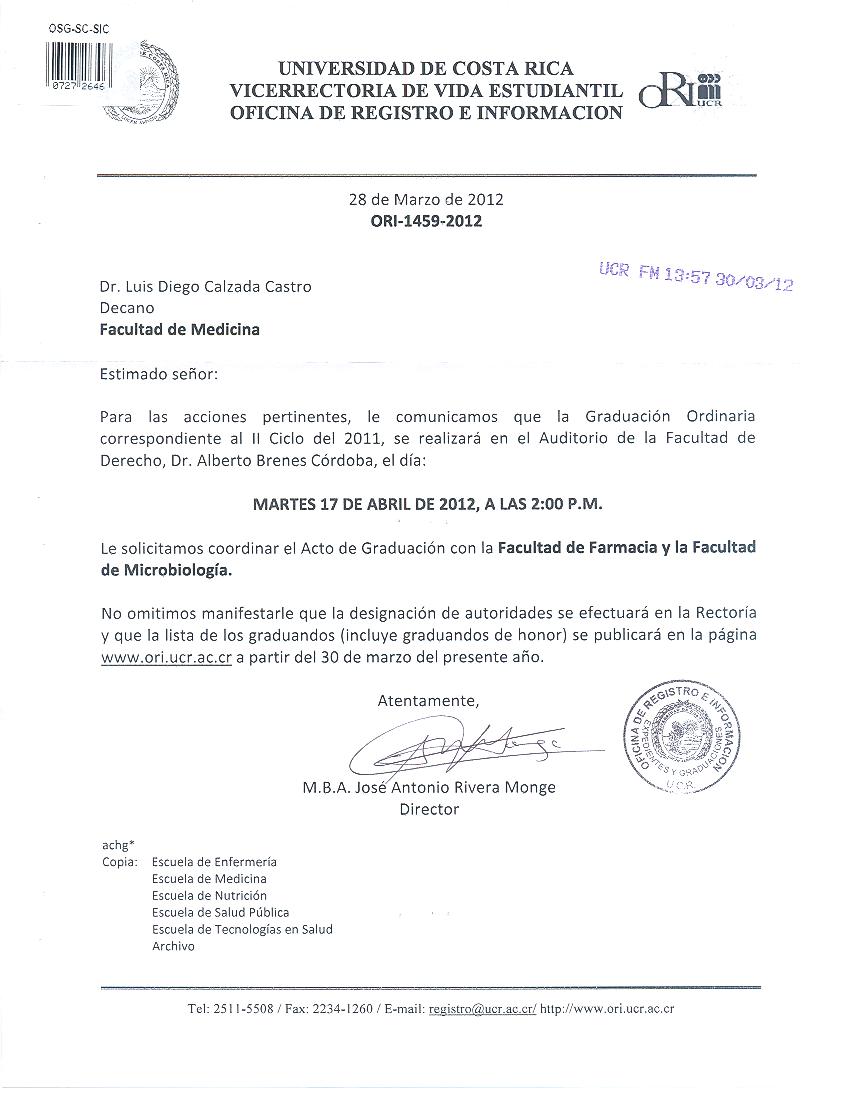 OSG-SC-SIC
0727 2646
UNIVERSIDAD DE COSTA RICA
VICERRECTORIA DE VIDA ESTUDIANTIL
OFICINA DE REGISTRO E INFORMACION
ORI
UCR
28 de Marzo de 2012
ORI-1459-2012
UCR FM 13:57 30/03/12
Dr. Luis Diego Calzada Castro
Decano
Facultad de Medicina
Estimado señor:
Para las acciones pertinentes, le comunicamos que la Graduación Ordinaria
correspondiente al II Ciclo del 2011, se realizará en el Auditorio de la Facultad de
Derecho, Dr. Alberto Brenes Córdoba, el día:
MARTES 17 DE ABRIL DE 2012, A LAS 2:00 P.M.
Le solicitamos coordinar el Acto de Graduación con la Facultad de Farmacia y la Facultad
de Microbiología.
No omitimos manifestarle que la designación de autoridades se efectuará en la Rectoría
y que la lista de los graduandos (incluye graduandos de honor) se publicará en la página
www.ori.ucr.ac.cr a partir del 30 de marzo del presente año.
Atentamente,
OFICINA DE REGISTRO E INFORMACION
EXPEDIENTES Y GRADUACIONES
U.C.R.
M.B.A. José Antonio Rivera Monge
Director
achg*
Copia: Escuela de Enfermería
Escuela de Medicina
Escuela de Nutrición
Escuela de Salud Pública
Escuela de Tecnologías en Salud
Archivo
Tel: 2511-5508 / Fax: 2234-1260 / E-mail: registro@ucr.ac.cr/ http://www.ori.ucr.ac.cr